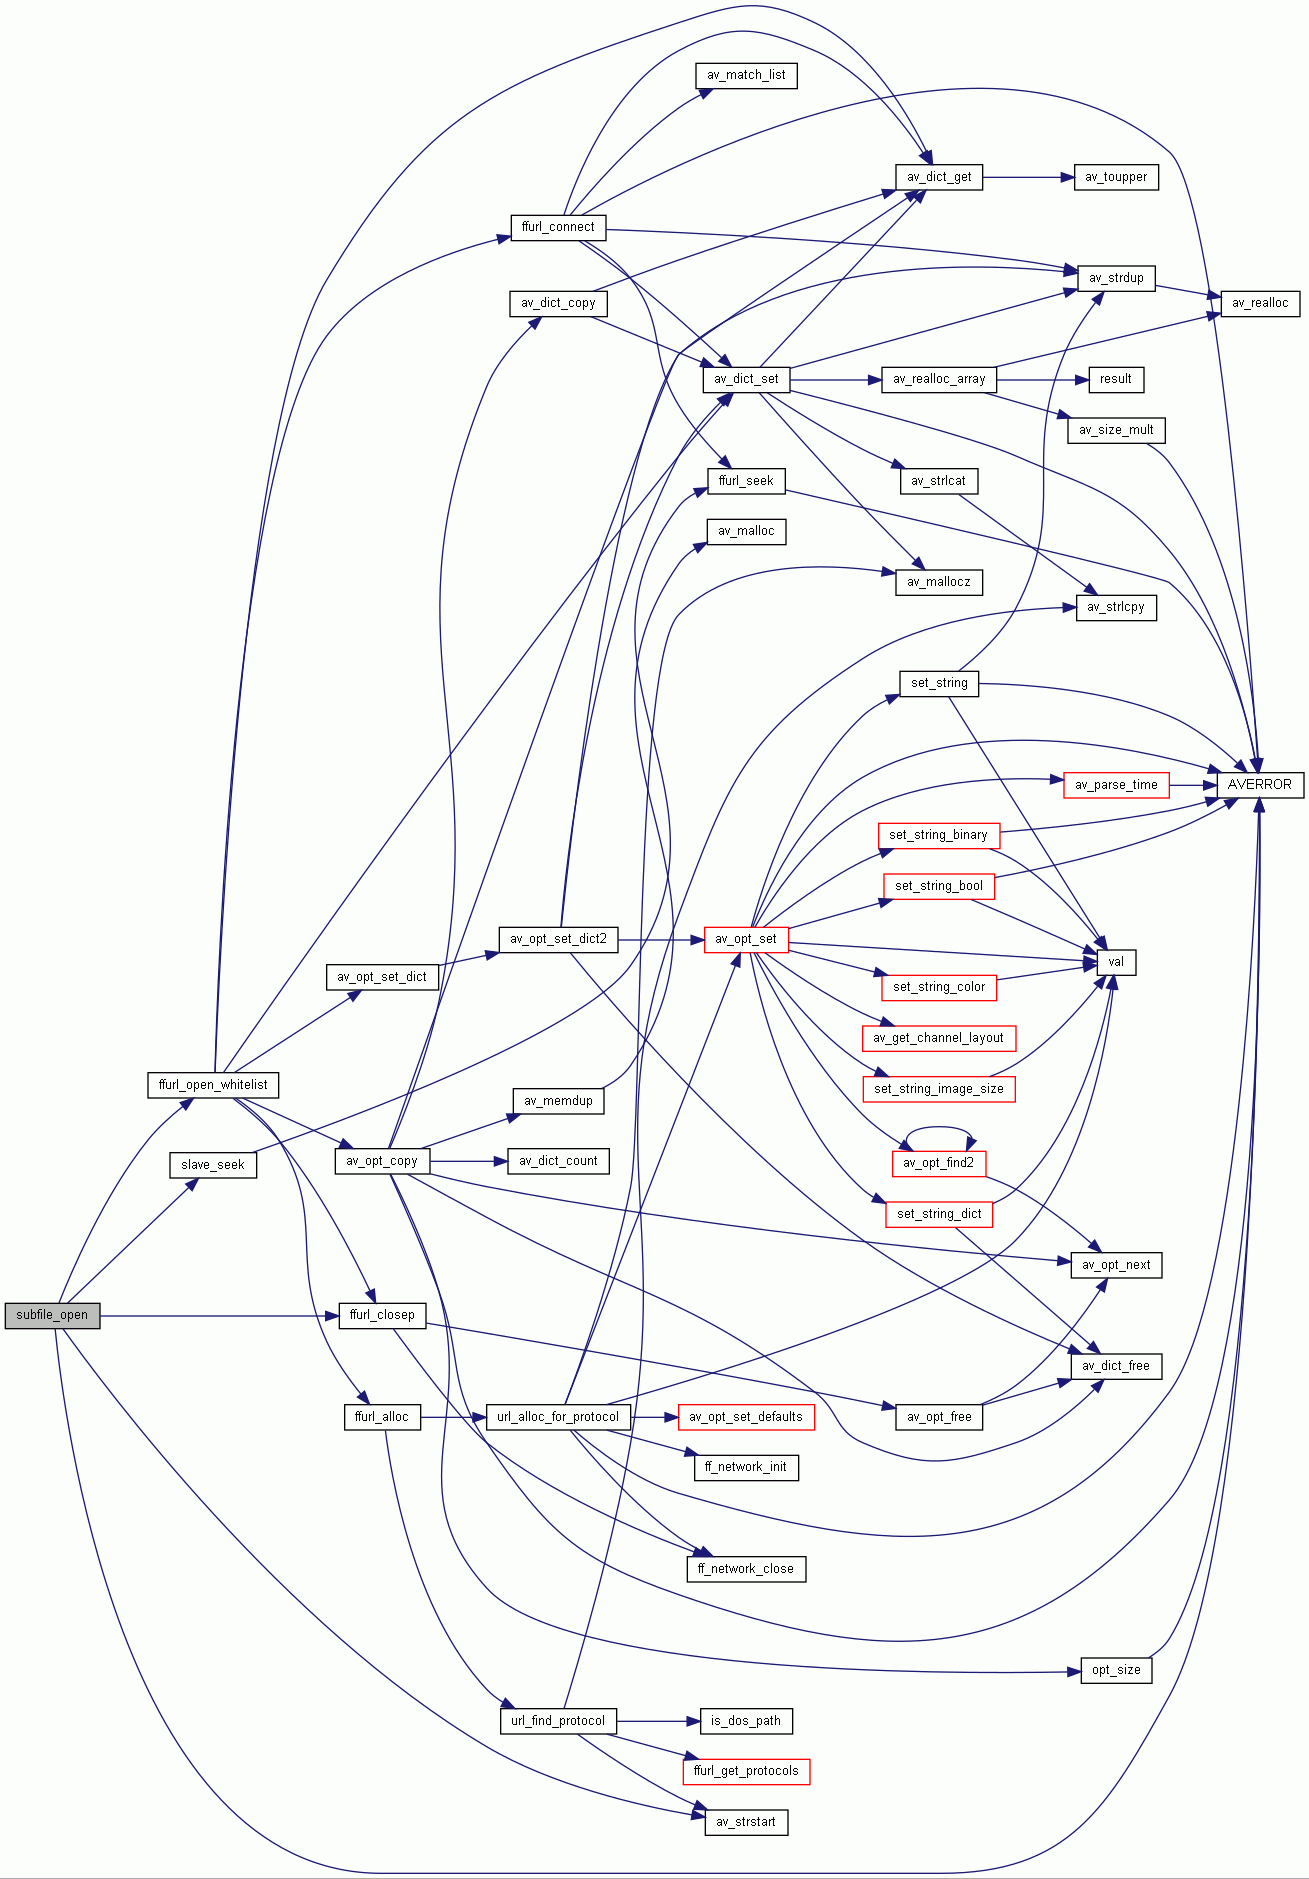 av_match_list
av_dict_get
av_toupper
ffurl_connect
av_strdup
av_dict_copy
av_realloc
av_dict_set
av_realloc_array
result
av_size_mult
ffurl_seek
av_strlcat
av_malloc
av_mallocz
av_strlcpy
set_string
av_parse_time
AVERROR
set_string_binary
set_string_bool
av_opt_set_dict2
av_opt_set
val
av_opt_set_dict
set_string_color
av_get_channel_layout
ffurl_open_whitelist
set_string_image_size
av_memdup
slave_seek
av_opt_copy
av_dict_count
av_opt_find2
set_string_dict
av_opt_next
subfile_open
ffurl_closep
av_dict_free
ffurl_alloc
url_alloc_for_protocol
av_opt_set_defaults
av_opt_free
ff_network_init
ff_network_close
opt_size
url_find_protocol
is_dos_path
ffurl_get_protocols
av_strstart